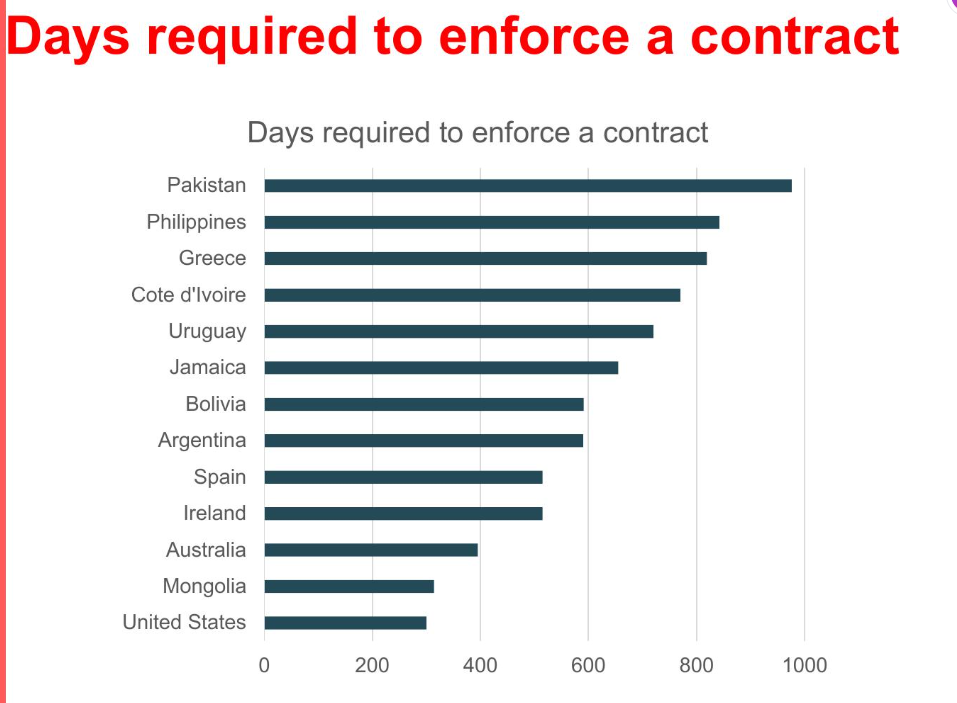 Days required to enforce a contract
Days required to enforce a contract
Pakistan
Philippines
Greece
Cote d'Ivoire
Uruguay
Jamaica
Bolivia
Argentina
Spain
Ireland
Australia
Mongolia
United States
0 200 400 600 800 1000